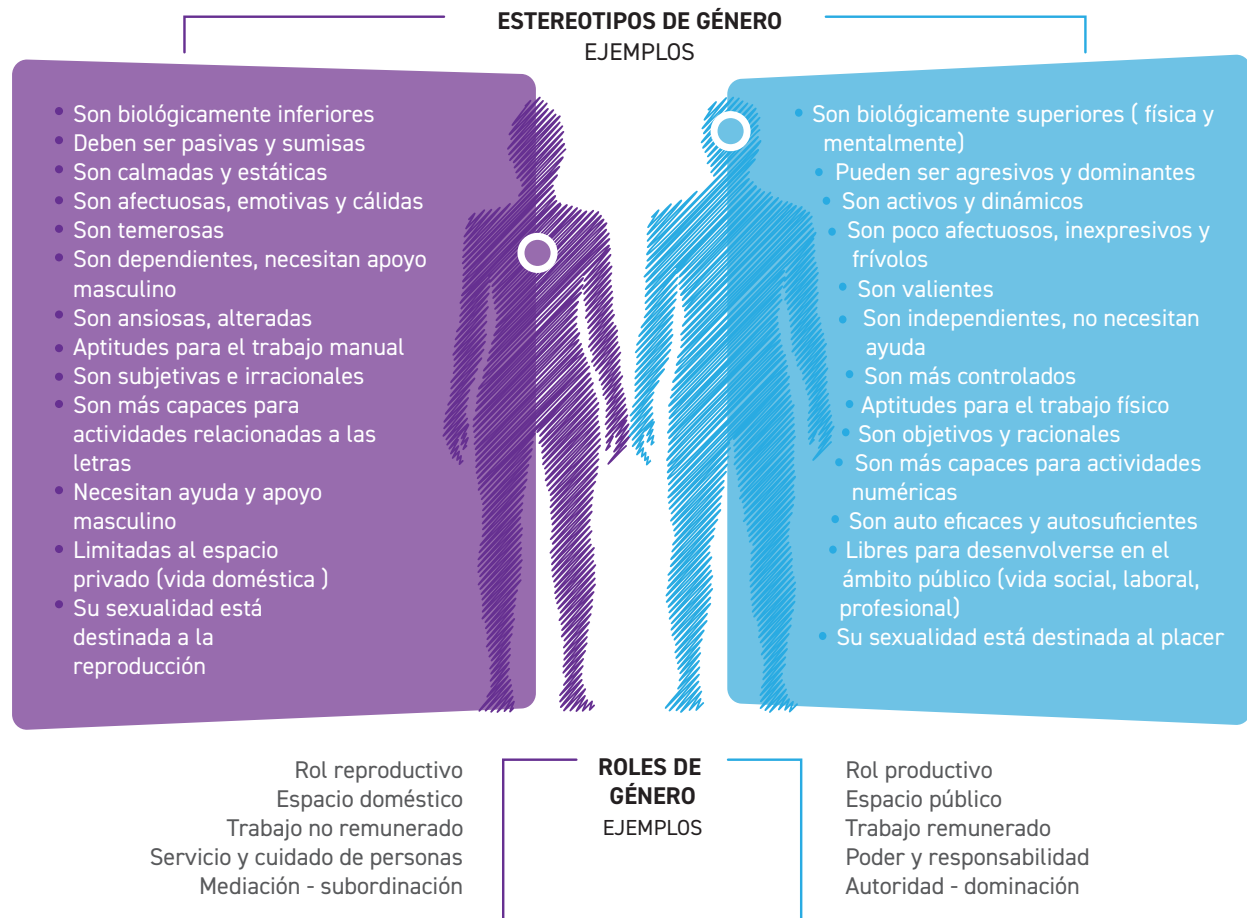 ESTEREOTIPOS DE GÉNERO
EJEMPLOS
• Son biológicamente inferiores
• Deben ser pasivas y sumisas
• Son calmadas y estáticas
• Son afectuosas, emotivas y cálidas
• Son temerosas
• Son dependientes, necesitan apoyo
masculino
• Son ansiosas, alteradas
• Aptitudes para el trabajo manual
• Son subjetivas e irracionales
• Son más capaces para
actividades relacionadas a las
letras
• Necesitan ayuda y apoyo
masculino
• Limitadas al espacio
privado (vida doméstica )
• Su sexualidad está
destinada a la
reproducción
• Son biológicamente superiores ( física y
mentalmente)
• Pueden ser agresivos y dominantes
• Son activos y dinámicos
• Son poco afectuosos, inexpresivos y
frívolos
• Son valientes
• Son independientes, no necesitan
ayuda
• Son más controlados
• Aptitudes para el trabajo físico
• Son objetivos y racionales
• Son más capaces para actividades
numéricas
• Son auto eficaces y autosuficientes
• Libres para desenvolverse en el
ámbito público (vida social, laboral,
profesional)
• Su sexualidad está destinada al placer
ROLES DE
GÉNERO
EJEMPLOS
Rol reproductivo
Espacio doméstico
Trabajo no remunerado
Servicio y cuidado de personas
Mediación - subordinación
Rol productivo
Espacio público
Trabajo remunerado
Poder y responsabilidad
Autoridad - dominación